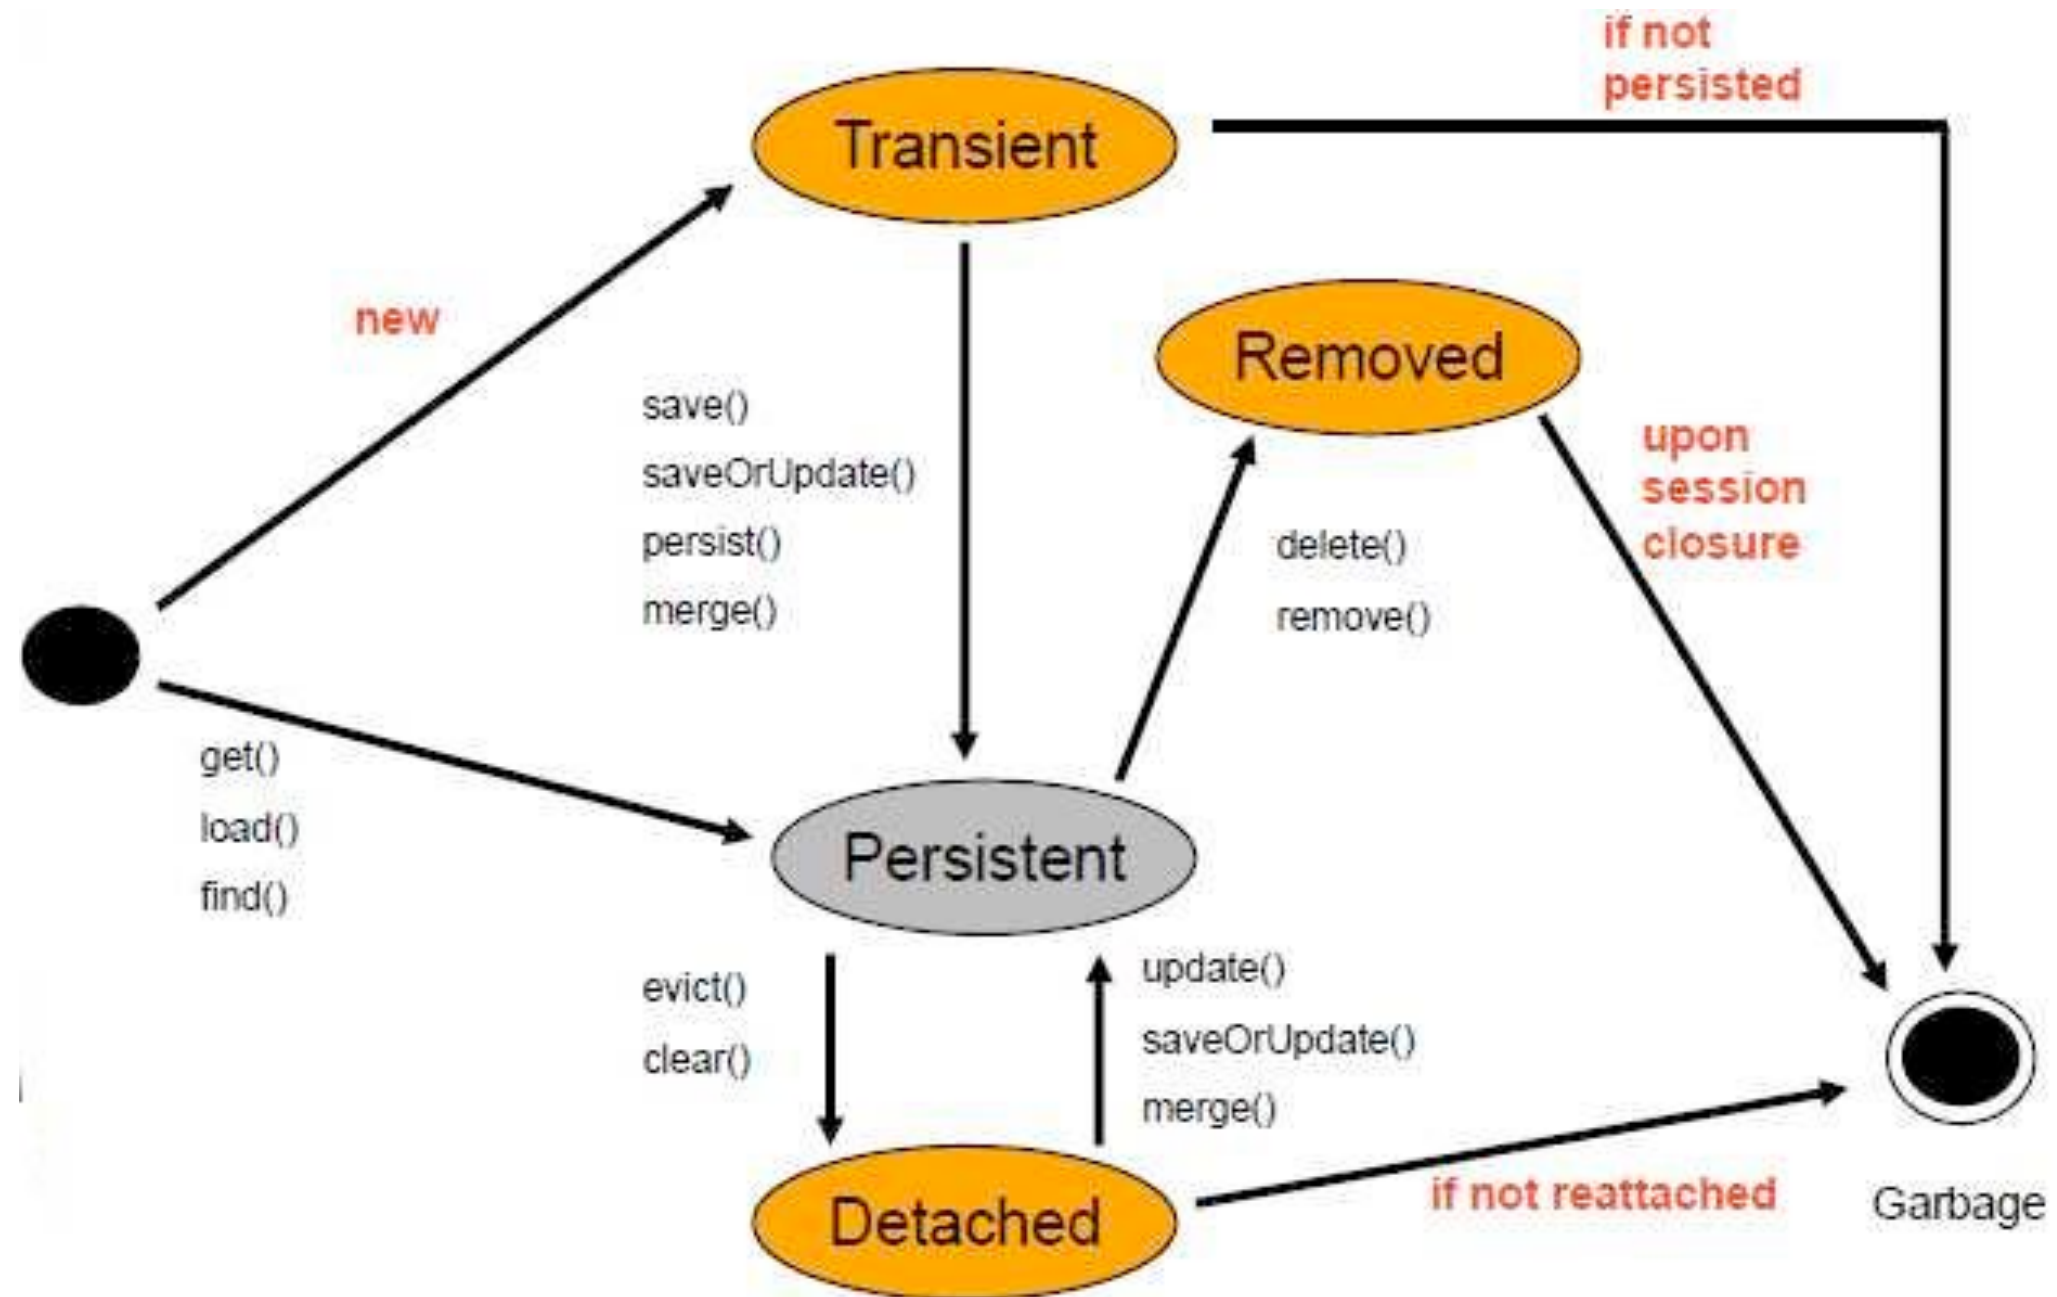 if not
persisted
Transient
new
Removed
save()
saveOrUpdate()
persist()
merge()
upon
session
closure
delete()
remove()
get()
load()
find()
Persistent
evict()
clear()
update()
saveOrUpdate()
merge()
Detached
if not reattached
Garbage